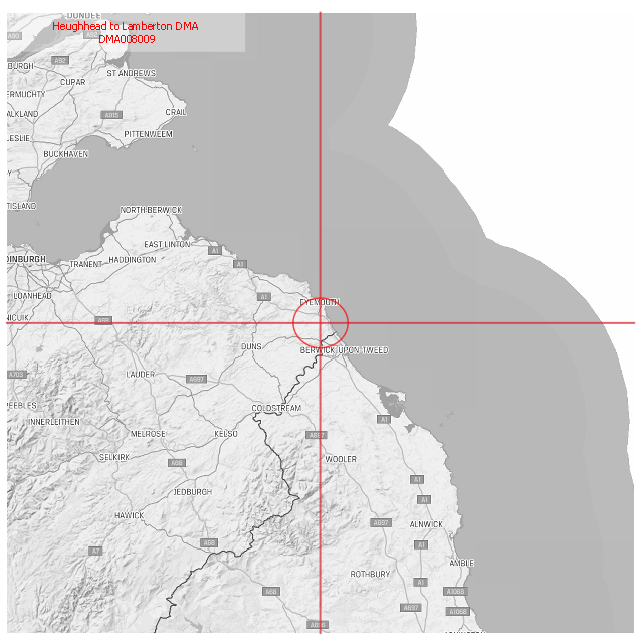 DUNDEE
Heughhead to Lamberton DMA
DMA008009
A90
A92
BURGH
ST ANDREWS
CUPAR
ERMUCHTY
ALKLAND
A915
CRAIL
LESLIE
PITTENWEEM
BUCKHAVEN
TISLAND
NORTH BERWICK
EAST LINTON
A1
DINBURGH
TRANENT
HADDINGTON
A1
LOANHEAD
A1
EYEMOUTH
NICUIK
A68
DUNS
BERWICK-UPON-TWEED
A703
LAUDER
A697
PEEBLES
COLDSTREAM
INNERLEITHEN
A1
MELROSE
KELSO
A697
SELKIRK
A68
WOOLER
A1
JEDBURGH
A1
HAWICK
A697
ALNWICK
A7
A68
A1
AMBLE
ROTHBURY
A1
A68
A1068
A697
A1068
A696